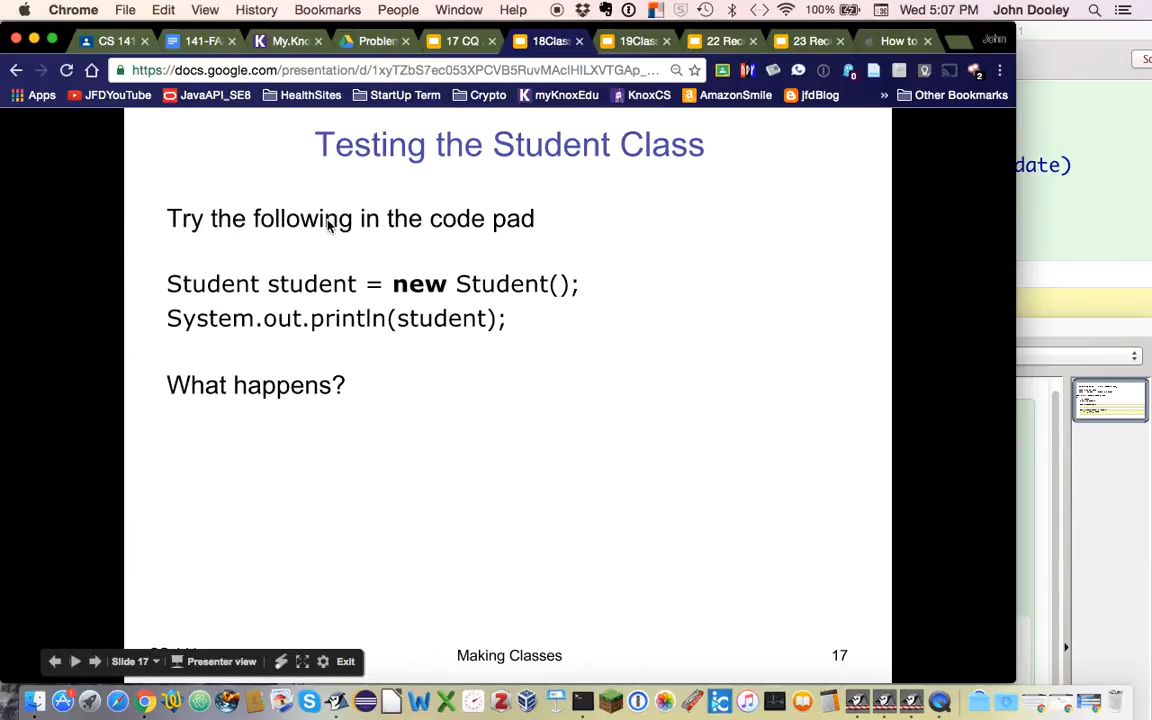 Chrome File Edit View History Bookmarks People Window Help 100% Wed 5:07 PM John Dooley
CS 141 141-FA My.Kno Problem 17 CQ 18Class 19Class 22 Rec 23 Rec How to John
https://docs.google.com/presentation/d/1xyTZbS7ec053XPCVB5RuvMAclHlLXVTGAp_...
Sc
Apps JFDYouTube JavaAPI_SE8 HealthSites StartUp Term Crypto myKnoxEdu KnoxCS AmazonSmile jfdBlog » Other Bookmarks
Testing the Student Class
date)
Try the following in the code pad
Student student = new Student();
System.out.println(student);
What happens?
Slide 17 Presenter view Exit
Making Classes
17